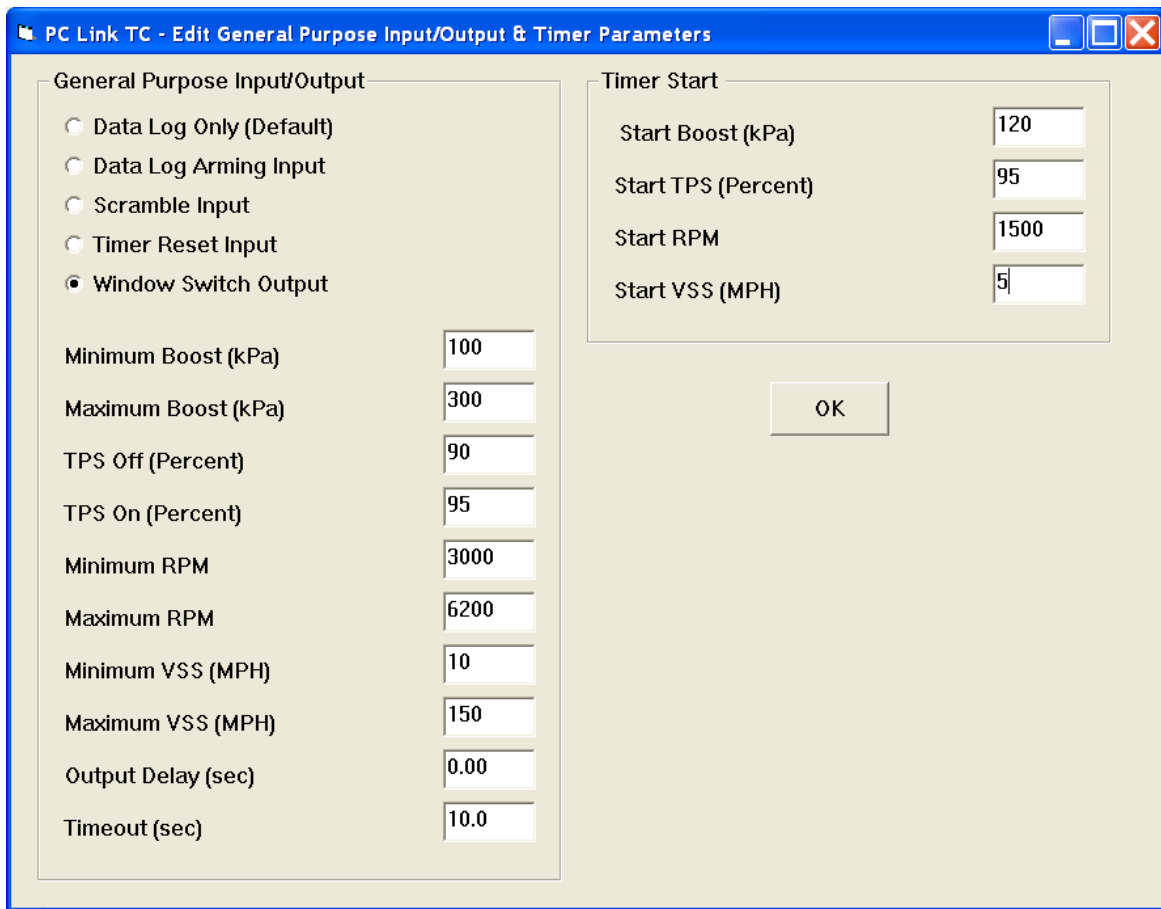 PC Link TC - Edit General Purpose Input/Output & Timer Parameters
General Purpose Input/Output
Data Log Only (Default)
Data Log Arming Input
Scramble Input
Timer Reset Input
Window Switch Output
Minimum Boost (kPa) 100
Maximum Boost (kPa) 300
TPS Off (Percent) 90
TPS On (Percent) 95
Minimum RPM 3000
Maximum RPM 6200
Minimum VSS (MPH) 10
Maximum VSS (MPH) 150
Output Delay (sec) 0.00
Timeout (sec) 10.0
Timer Start
Start Boost (kPa) 120
Start TPS (Percent) 95
Start RPM 1500
Start VSS (MPH) 5
OK